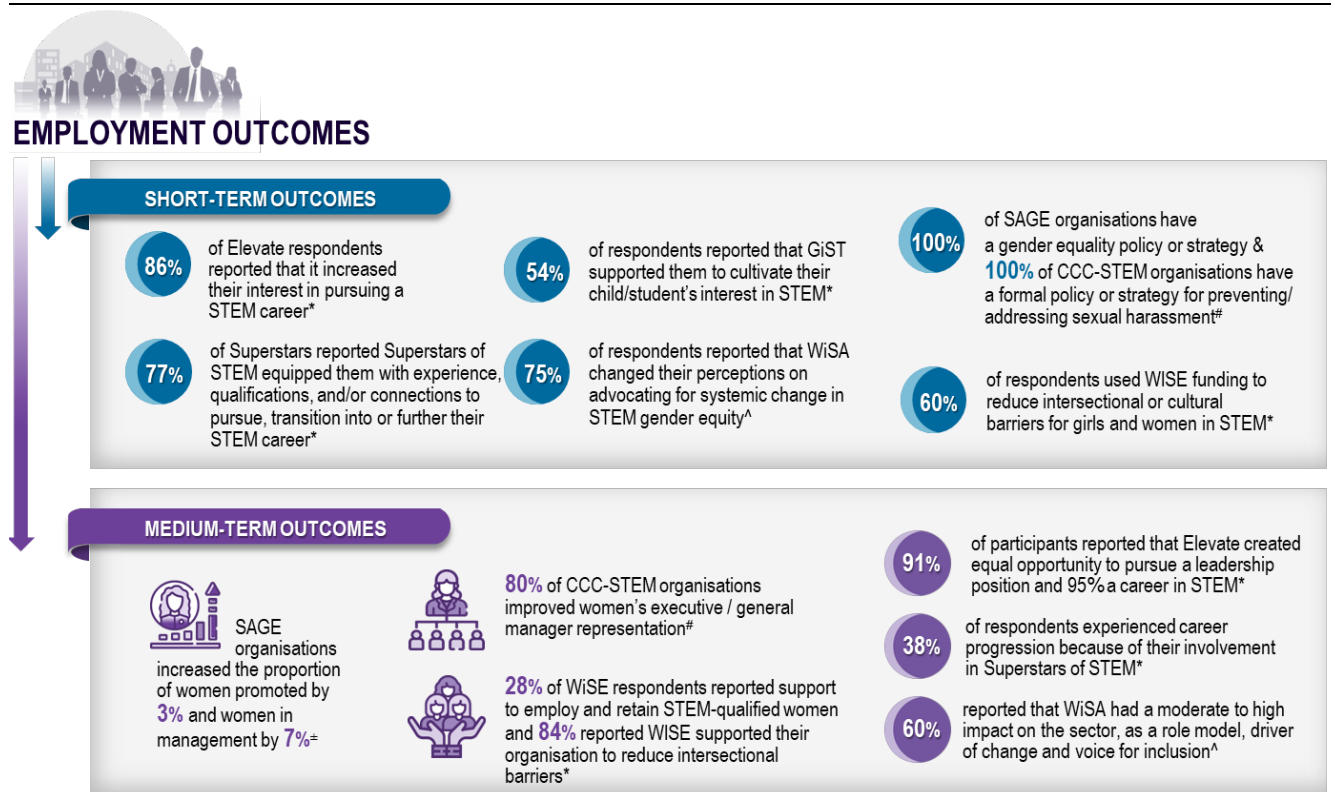 EMPLOYMENT OUTCOMES
SHORT-TERM OUTCOMES
86%
of Elevate respondents
reported that it increased
their interest in pursuing a
STEM career*
77%
of Superstars reported Superstars of
STEM equipped them with experience,
qualifications, and/or connections to
pursue, transition into or further their
STEM career*
54%
of respondents reported that GiST
supported them to cultivate their
child/student's interest in STEM*
75%
of respondents reported that WiSA
changed their perceptions on
advocating for systemic change in
STEM gender equity^
100%
of SAGE organisations have
a gender equality policy or strategy &
100% of CCC-STEM organisations have
a formal policy or strategy for preventing/
addressing sexual harassment#
60%
of respondents used WISE funding to
reduce intersectional or cultural
barriers for girls and women in STEM*
MEDIUM-TERM OUTCOMES
SAGE
organisations
increased the proportion
of women promoted by
3% and women in
management by 7%±
80% of CCC-STEM organisations
improved women's executive / general
manager representation#
28% of WiSE respondents reported support
to employ and retain STEM-qualified women
and 84% reported WISE supported their
organisation to reduce intersectional
barriers*
91%
of participants reported that Elevate created
equal opportunity to pursue a leadership
position and 95% a career in STEM*
38%
of respondents experienced career
progression because of their involvement
in Superstars of STEM*
60%
reported that WiSA had a moderate to high
impact on the sector, as a role model, driver
of change and voice for inclusion^